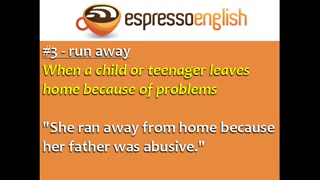 espressoenglish
#3 - run away
When a child or teenager leaves
home because of problems
"She ran away from home because
her father was abusive."